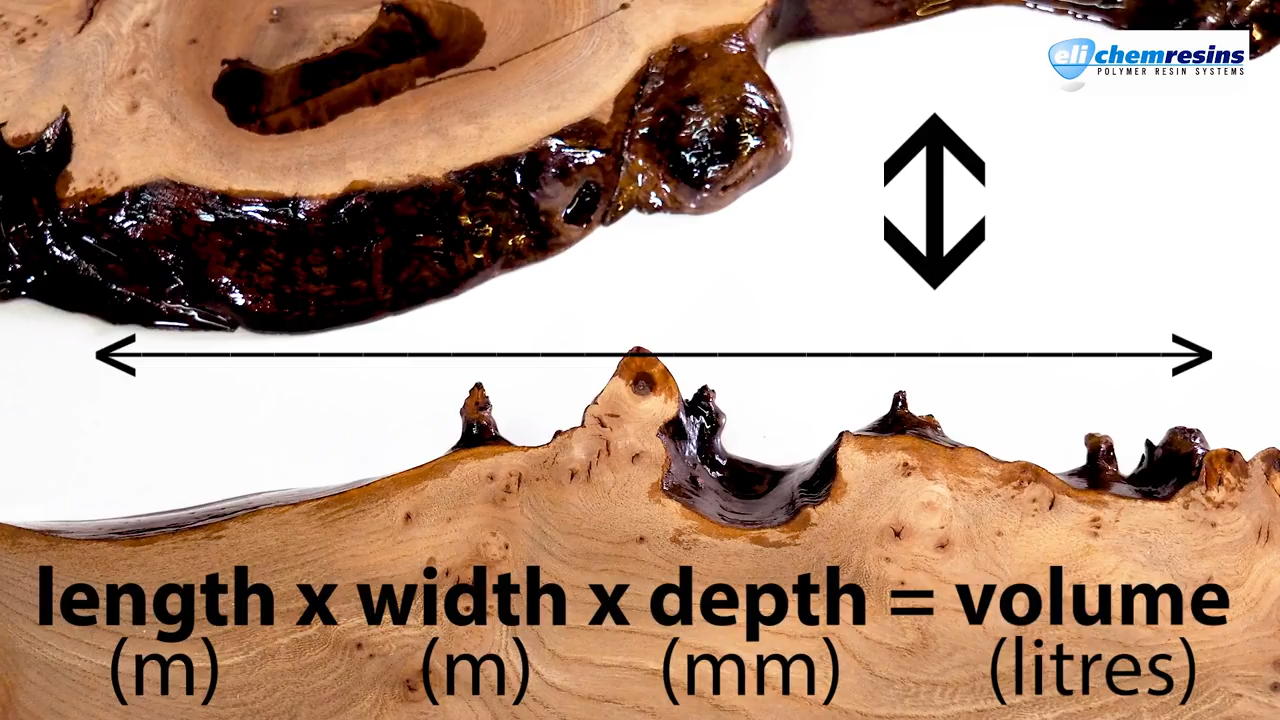 elichemresins
POLYMER RESIN SYSTEMS
length x width x depth = volume
(m) (m) (mm) (litres)